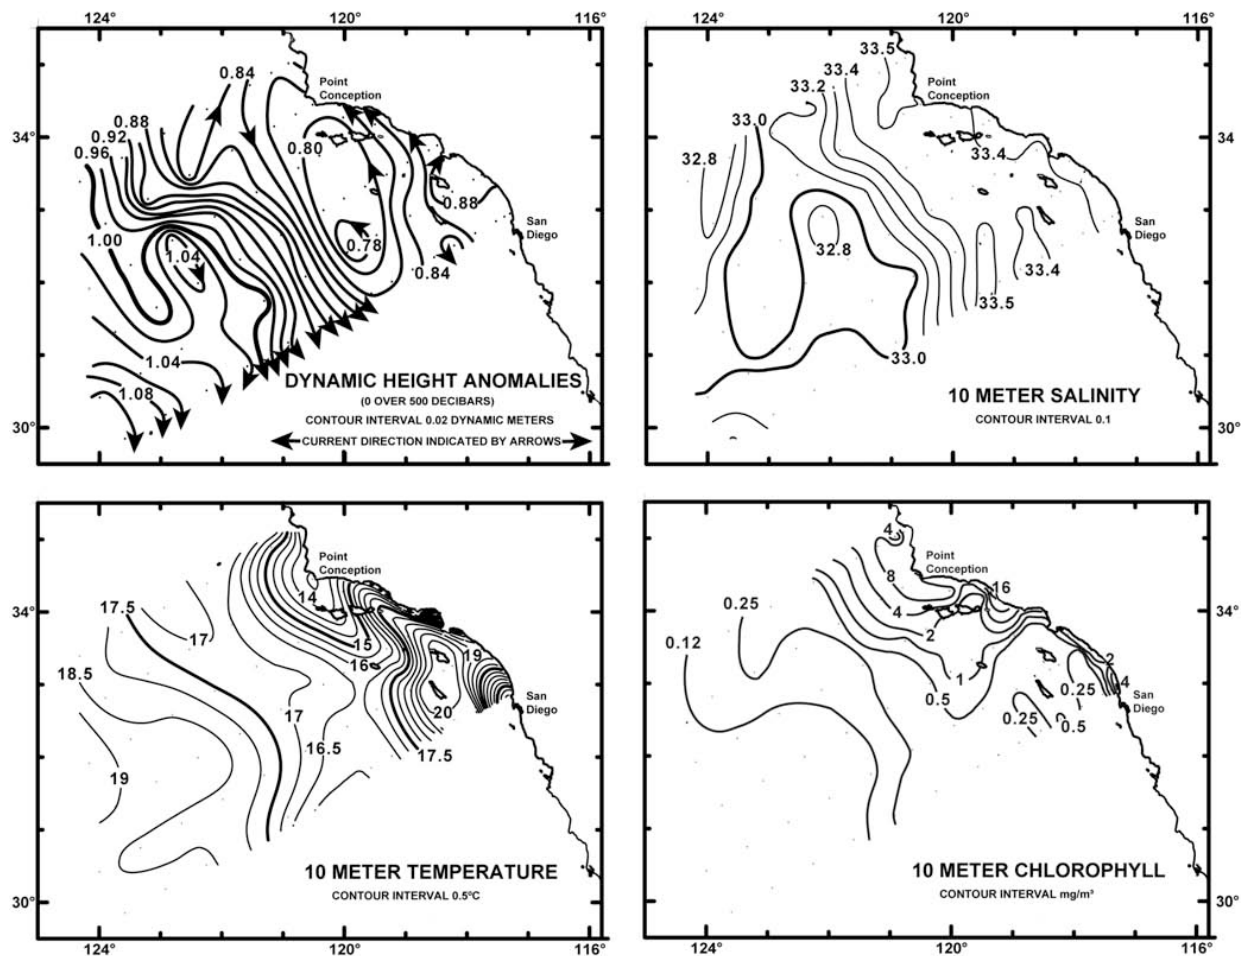 124°
120°
116°
0.84
Point
Conception
0.88
0.92
0.96
34°
0.80
0.88
1.00
1.04
0.78
San
Diego
0.84
1.04
1.08
DYNAMIC HEIGHT ANOMALIES
(0 OVER 500 DECIBARS)
CONTOUR INTERVAL 0.02 DYNAMIC METERS
CURRENT DIRECTION INDICATED BY ARROWS
30°
124°
120°
116°
33.5
33.4
33.2
Point
Conception
33.0
34
32.8
33.4
San
Diego
32.8
33.4
33.5
33.0
10 METER SALINITY
CONTOUR INTERVAL 0.1
30°
Point
Conception
14
17.5
34°
17
15
16
19
18.5
San
Diego
17
20
16.5
17.5
19
10 METER TEMPERATURE
CONTOUR INTERVAL 0.5°C
30°
124°
120°
116°
4
Point
Conception
8
16
0.25
4
34°
2
0.12
2
1
4
0.25
0.5
San
Diego
0.25
0.5
10 METER CHLOROPHYLL
CONTOUR INTERVAL mg/m³
30°
124°
120°
116°